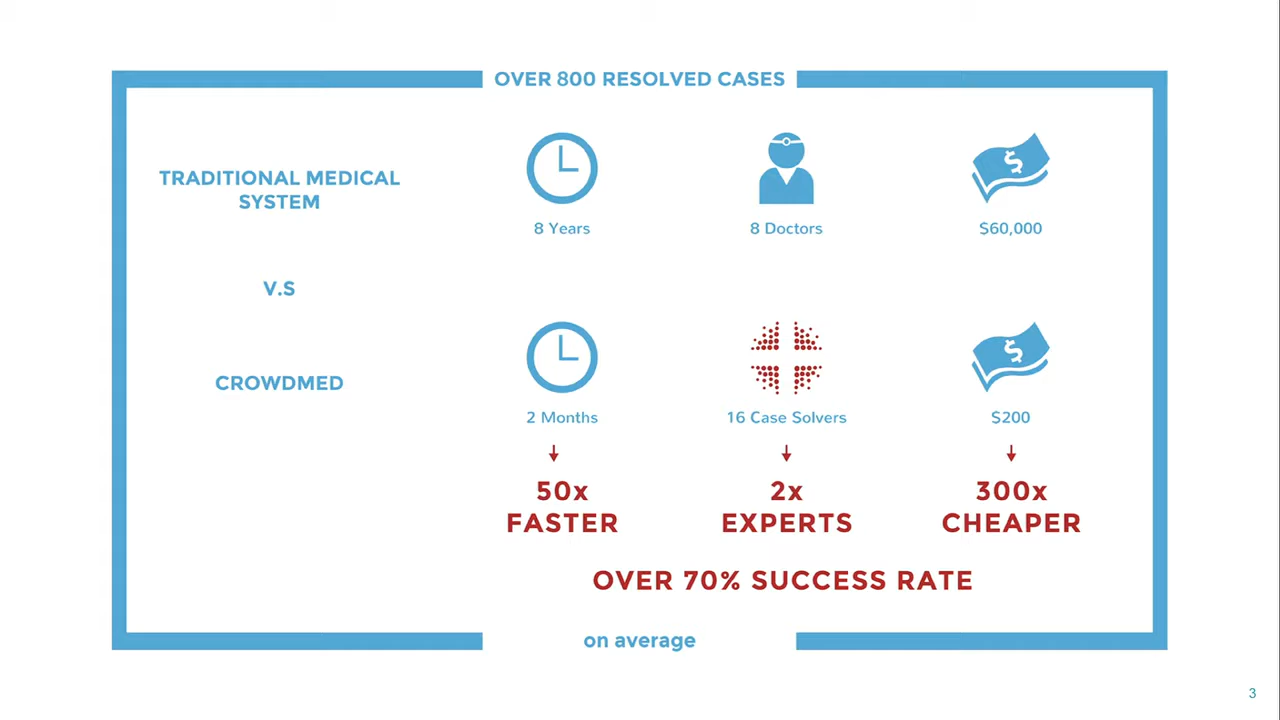 OVER 800 RESOLVED CASES
TRADITIONAL MEDICAL
SYSTEM
8 Years
8 Doctors
$60,000
V.S
CROWDMED
2 Months
16 Case Solvers
$200
50x
FASTER
2x
EXPERTS
300x
CHEAPER
OVER 70% SUCCESS RATE
on average
3